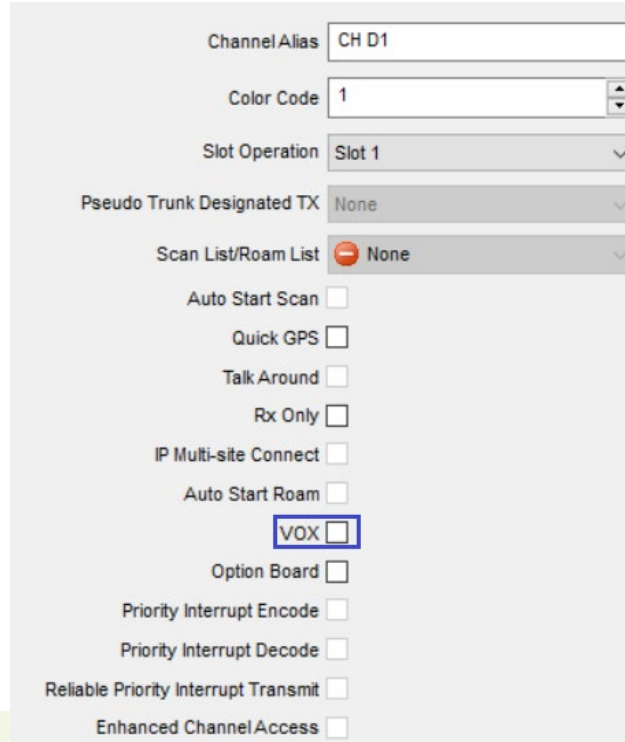 Channel Alias CH D1
Color Code 1
Slot Operation Slot 1
Pseudo Trunk Designated TX None
Scan List/Roam List None
Auto Start Scan
Quick GPS
Talk Around
Rx Only
IP Multi-site Connect
Auto Start Roam
VOX
Option Board
Priority Interrupt Encode
Priority Interrupt Decode
Reliable Priority Interrupt Transmit
Enhanced Channel Access